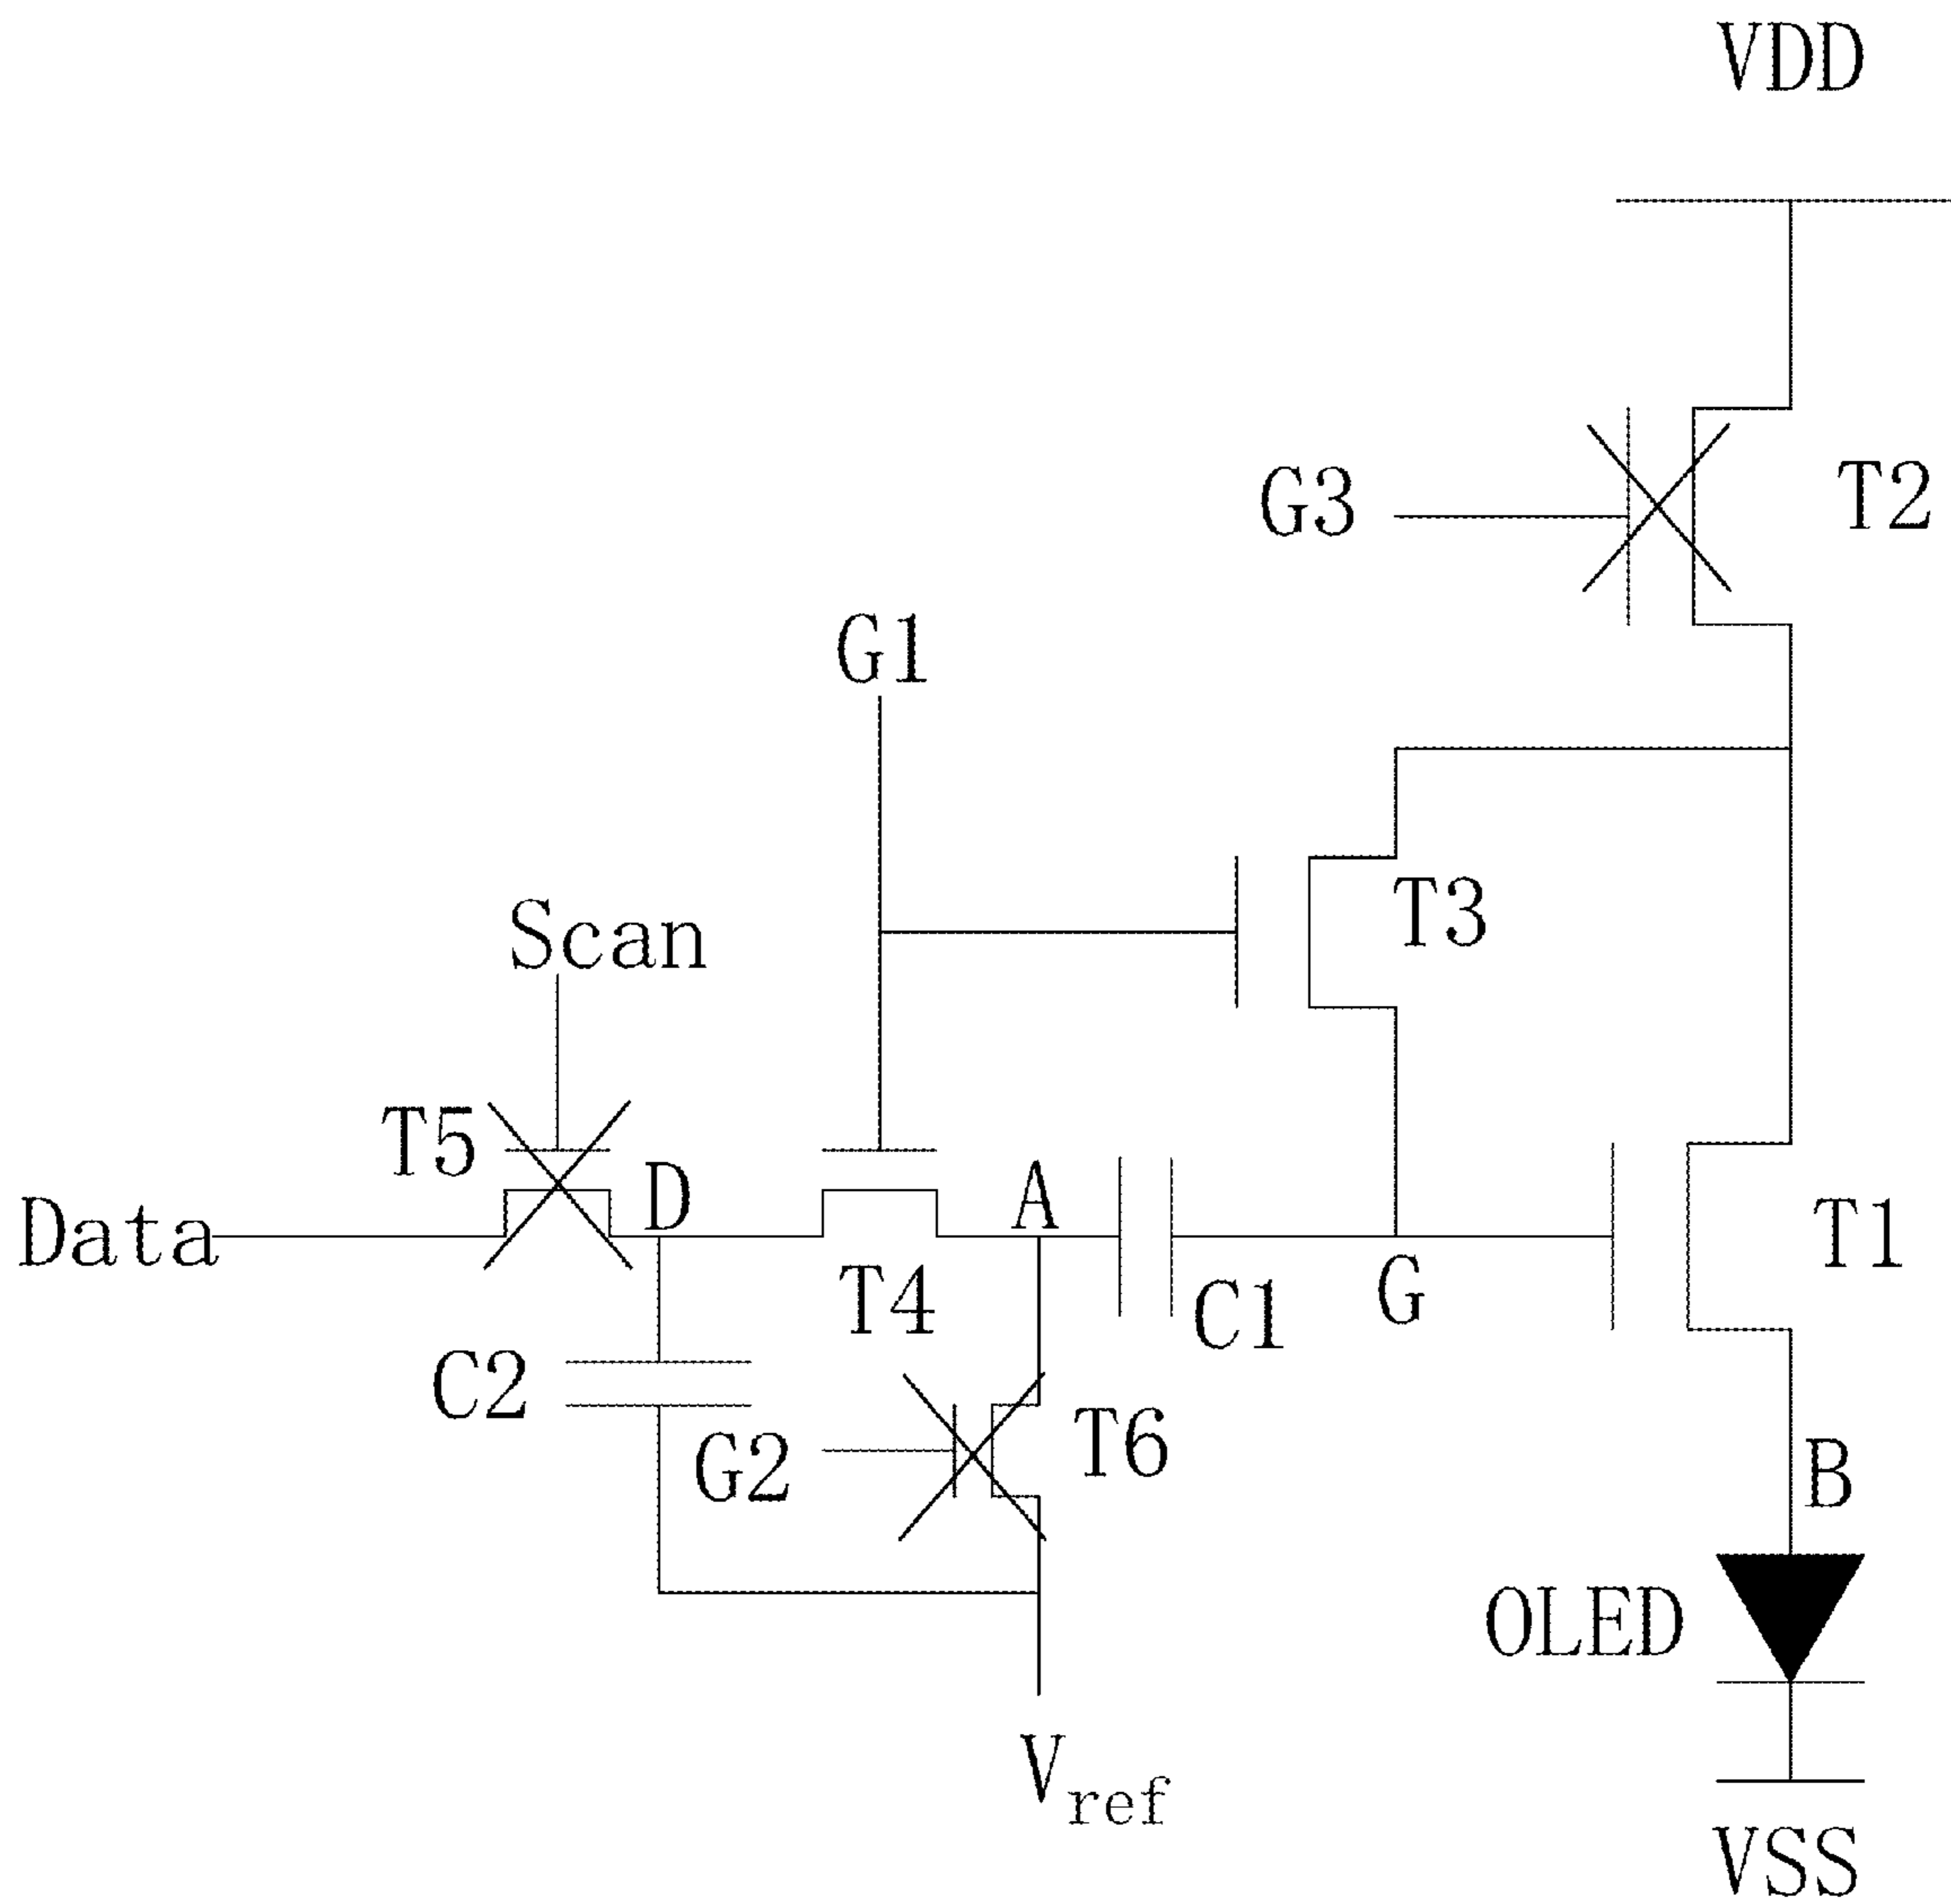 VDD
G3
T2
G1
T3
Scan
T5
D
A
Data
T4
C1
G
T1
C2
G2
T6
B
OLED
Vref
VSS